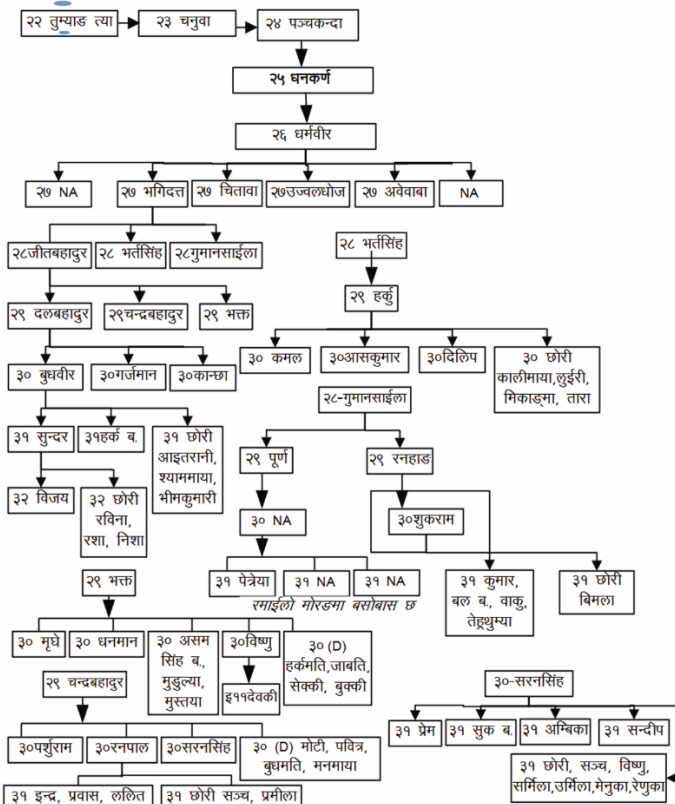 २२ तुम्याङ त्या
२३ चनुवा
२४ पञ्चकन्दा
२५ धनकर्ण
२६ धर्मवीर
२७ NA
२७ भगिदत्त
२७ चितावा
२७उज्वलधोज
२७ अवेवाबा
NA
२८जीतबहादुर
२८ भर्तसिंह
२८गुमानसाईला
२८ भर्तसिंह
२९ हर्कु
२९ दलबहादुर
२९चन्द्रबहादुर
२९ भक्त
३० कमल
३०आसकुमार
३०दिलिप
३० छोरी
कालीमाया,लुईरी,
मिकाङ्मा, तारा
३० बुधवीर
३०गर्जमान
३०कान्छा
२८-गुमानसाईला
३१ सुन्दर
३१हर्क ब.
३१ छोरी
आइतरानी,
श्याममाया,
भीमकुमारी
२९ पूर्ण
२९ रनहाङ
३२ विजय
३२ छोरी
रविना,
रशा, निशा
३० NA
३०शुकराम
३१ पेत्रेया
३१ NA
३१ NA
रमाईलो मोरङमा बसोबास छ
३१ कुमार,
बल ब., वाकु,
तेह्रथुम्या
३१ छोरी
बिमला
२९ भक्त
३० मृघे
३० धनमान
३० असम
सिंह ब.,
मुडुल्या,
मुस्तया
३०विष्णु
इ११देवकी
३० (D)
हर्कमति,जाबति,
सेक्की, बुक्की
२९ चन्द्रबहादुर
३०पर्शुराम
३०रनपाल
३०सरनसिंह
३० (D) मोटी, पवित्र,
बुधमति, मनमाया
३१ इन्द्र, प्रवास, ललित
३१ छोरी सञ्च, प्रमीला
३०-सरनसिंह
३१ प्रेम
३१ सुक ब.
३१ अम्बिका
३१ सन्दीप
३१ छोरी, सञ्च, विष्णु,
सर्मिला,उर्मिला,मेनुका,रेणुका